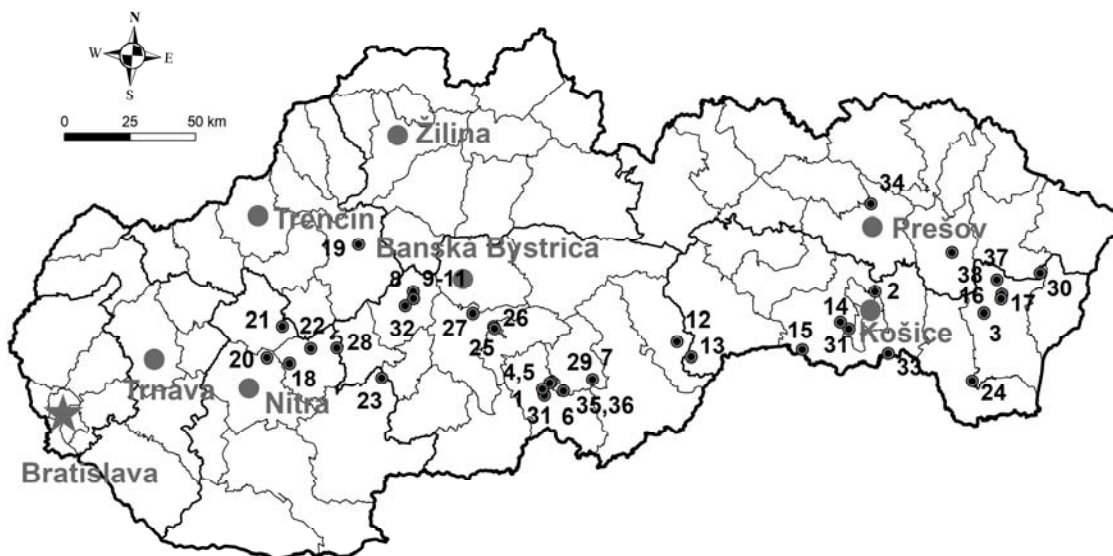 N
W E
S
0 25 50 km
Žilina
34
Trenčín
Prešov
19
Banská Bystrica
37
8 9-11
38
2
30
16
17
14
21
22
32
27
26
12
Košice
3
28
15
31
20
25
13
29 7
33
Trnava
18
4,5
Nitra
23
24
1
31 6 35,36
Bratislava